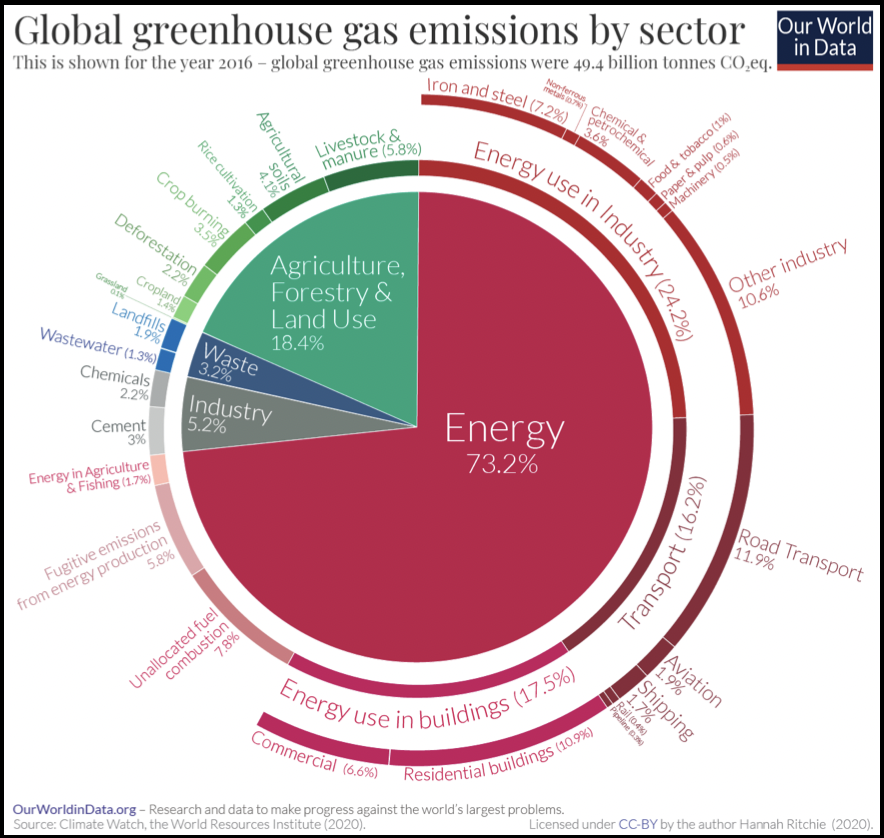 Global greenhouse gas emissions by sector
This is shown for the year 2016 – global greenhouse gas emissions were 49.4 billion tonnes CO₂eq.
Our World
in Data
Iron and steel (7.2%)
Non-ferrous
metals (0.7%)
Chemical &
petrochemical
3.6%
Food & tobacco (1%)
Paper & pulp (0.6%)
Machinery (0.5%)
Other industry
10.6%
Energy use in Industry (24.2%)
Livestock &
manure (5.8%)
Agricultural
soils
4.1%
Rice cultivation
1.3%
Crop burning
3.5%
Deforestation
2.2%
Cropland
1.4%
Grassland
0.1%
Landfills
1.9%
Wastewater (1.3%)
Chemicals
2.2%
Cement
3%
Energy in Agriculture
& Fishing (1.7%)
Fugitive emissions
from energy production
5.8%
Unallocated fuel
combustion
7.8%
Agriculture,
Forestry &
Land Use
18.4%
Waste
3.2%
Industry
5.2%
Energy
73.2%
Transport (16.2%)
Road Transport
11.9%
Aviation
1.9%
Shipping
1.7%
Rail (0.4%)
Pipeline (0.3%)
Energy use in buildings (17.5%)
Commercial (6.6%)
Residential buildings (10.9%)
OurWorldinData.org – Research and data to make progress against the world’s largest problems.
Source: Climate Watch, the World Resources Institute (2020).
Licensed under CC-BY by the author Hannah Ritchie (2020).